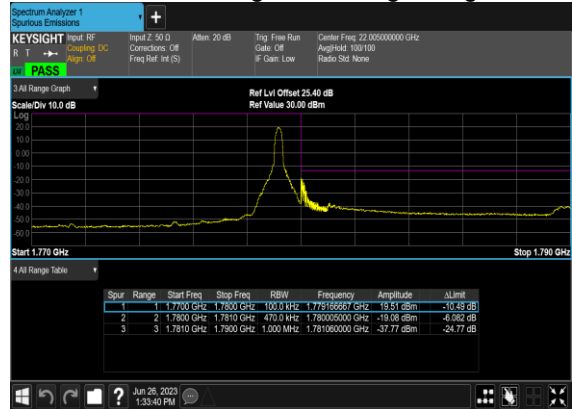 Spectrum Analyzer 1
Spurious Emissions
+
KEYSIGHT Input: RF
R T Coupling: DC
Align: Off
LXI PASS
Input Z: 50 Ω
Corrections: Off
Freq Ref: Int (S)
Atten: 20 dB
Trig: Free Run
Gate: Off
IF Gain: Low
Center Freq: 22.005000000 GHz
Avg|Hold: 100/100
Radio Std: None
3 All Range Graph
Ref Lvl Offset 25.40 dB
Scale/Div 10.0 dB Ref Value 30.00 dBm
Log
20.0
10.0
0.00
-10.0
-20.0
-30.0
-40.0
-50.0
-60.0
Start 1.770 GHz Stop 1.790 GHz
4 All Range Table
Spur Range Start Freq Stop Freq RBW Frequency Amplitude ΔLimit
1 1 1.7700 GHz 1.7800 GHz 100.0 kHz 1.779166667 GHz 19.51 dBm -10.49 dB
2 2 1.7800 GHz 1.7810 GHz 470.0 kHz 1.780005000 GHz -19.08 dBm -6.082 dB
3 3 1.7810 GHz 1.7900 GHz 1.000 MHz 1.781060000 GHz -37.77 dBm -24.77 dB
? Jun 26, 2023
1:33:40 PM